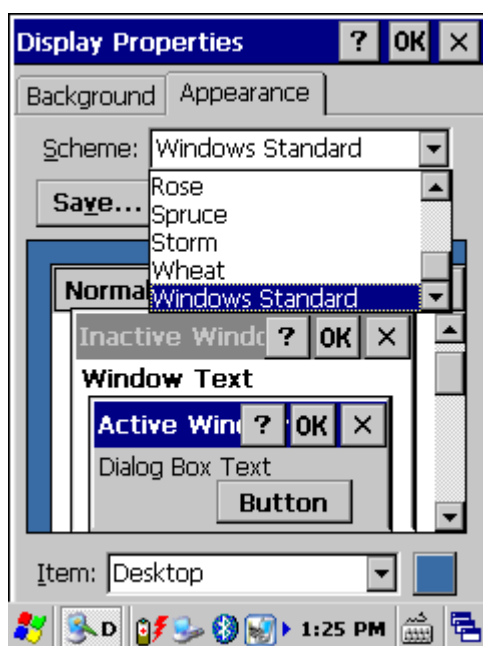 Display Properties ? OK ×
Background Appearance
Scheme: Windows Standard
Save...
Rose
Spruce
Storm
Wheat
Windows Standard
Norma
Inactive Windo ? OK ×
Window Text
Active Win ? OK ×
Dialog Box Text
Button
Item: Desktop
D 1:25 PM